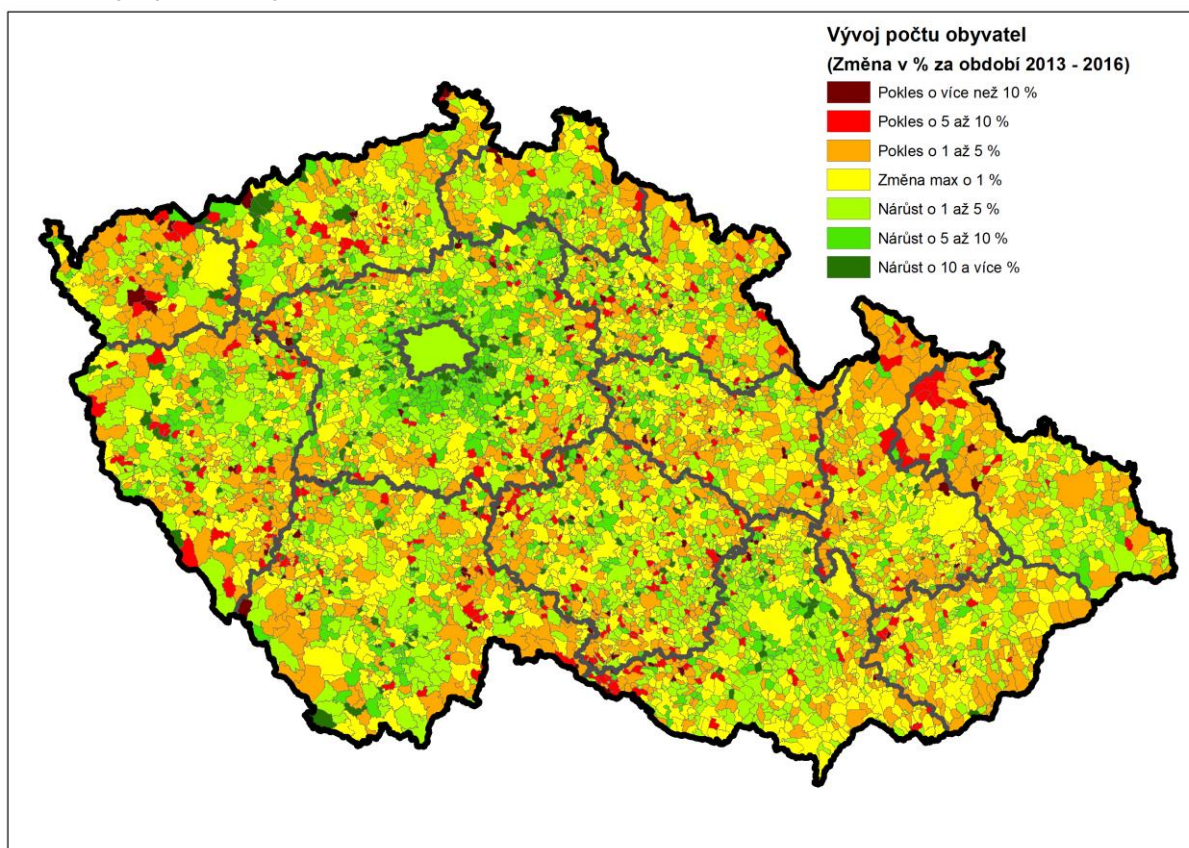 Vývoj počtu obyvatel
(Změna v % za období 2013 - 2016)
Pokles o více než 10 %
Pokles o 5 až 10 %
Pokles o 1 až 5 %
Změna max o 1 %
Nárůst o 1 až 5 %
Nárůst o 5 až 10 %
Nárůst o 10 a více %